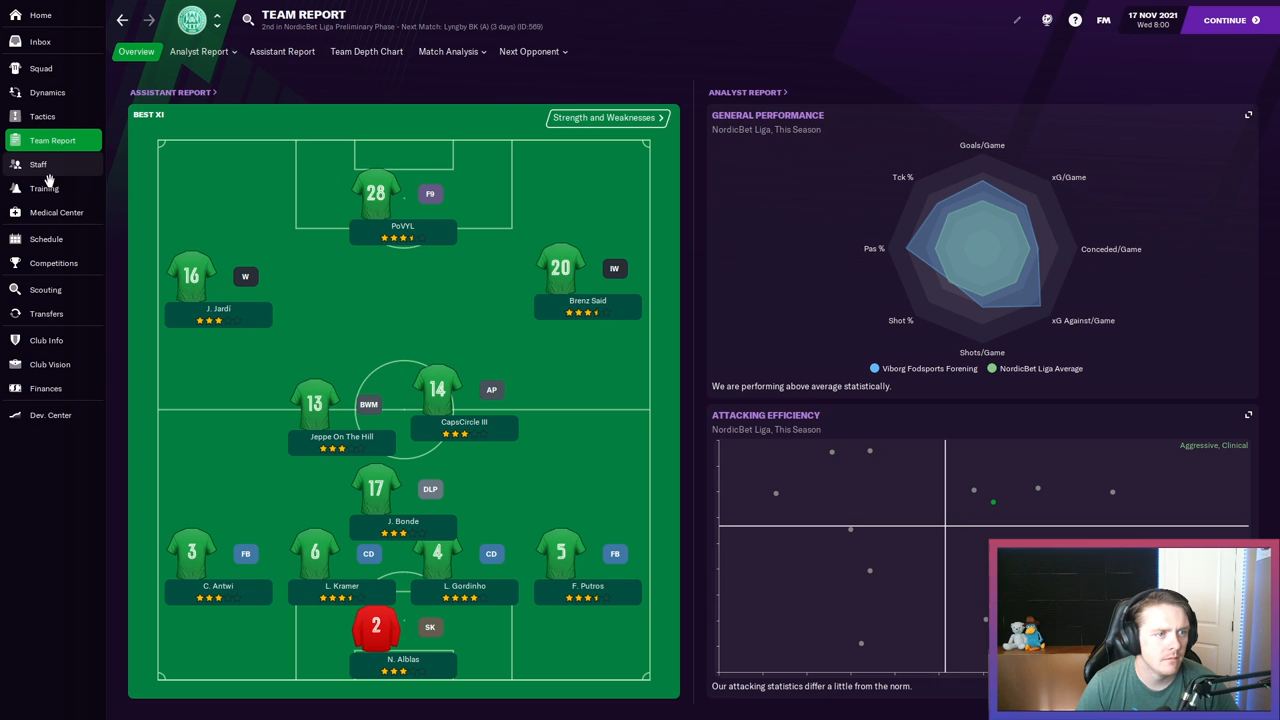 Home
Inbox
Squad
Dynamics
Tactics
Team Report
Staff
Training
Medical Center
Schedule
Competitions
Scouting
Transfers
Club Info
Club Vision
Finances
Dev. Center
TEAM REPORT
2nd in NordicBet Liga Preliminary Phase - Next Match: Lyngby BK (A) (3 days) (ID:569)
FM
17 NOV 2021
Wed 8:00
CONTINUE
Overview
Analyst Report
Assistant Report
Team Depth Chart
Match Analysis
Next Opponent
ASSISTANT REPORT
BEST XI
Strength and Weaknesses
28
F9
PoVYL
16
W
J. Jardí
20
IW
Brenz Said
13
BWM
Jeppe On The Hill
14
AP
CapsCircle III
17
DLP
J. Bonde
3
FB
C. Antwi
6
CD
L. Kramer
4
CD
L. Gordinho
5
FB
F. Putros
2
SK
N. Alblas
ANALYST REPORT
GENERAL PERFORMANCE
NordicBet Liga, This Season
Goals/Game
Tck %
xG/Game
Pas %
Conceded/Game
Shot %
xG Against/Game
Shots/Game
Viborg Fodsports Forening
NordicBet Liga Average
We are performing above average statistically.
ATTACKING EFFICIENCY
NordicBet Liga, This Season
Aggressive, Clinical
Our attacking statistics differ a little from the norm.